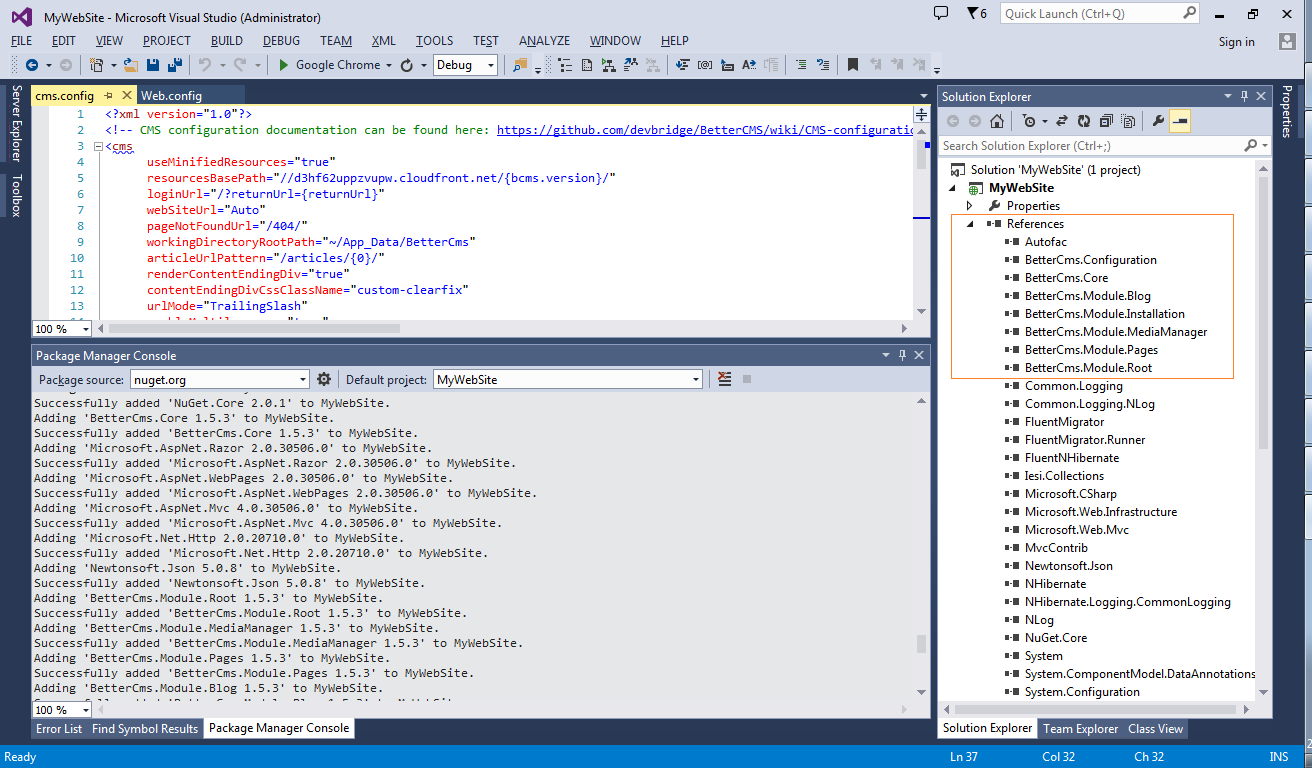 MyWebSite - Microsoft Visual Studio (Administrator)
6
Quick Launch (Ctrl+Q)
FILE EDIT VIEW PROJECT BUILD DEBUG TEAM XML TOOLS TEST ANALYZE WINDOW HELP
Sign in
Google Chrome
Debug
Server Explorer
Toolbox
cms.config
Web.config
1 <?xml version="1.0"?>
2 <!-- CMS configuration documentation can be found here: https://github.com/devbridge/BetterCMS/wiki/CMS-configuratio
3 <cms
4 useMinifiedResources="true"
5 resourcesBasePath="//d3hf62uppzvupw.cloudfront.net/{bcms.version}/"
6 loginUrl="/?returnUrl={returnUrl}"
7 webSiteUrl="Auto"
8 pageNotFoundUrl="/404/"
9 workingDirectoryRootPath="~/App_Data/BetterCms"
10 articleUrlPattern="/articles/{0}/"
11 renderContentEndingDiv="true"
12 contentEndingDivCssClassName="custom-clearfix"
13 urlMode="TrailingSlash"
100 %
Package Manager Console
Package source: nuget.org
Default project: MyWebSite
Successfully added 'NuGet.Core 2.0.1' to MyWebSite.
Adding 'BetterCms.Core 1.5.3' to MyWebSite.
Successfully added 'BetterCms.Core 1.5.3' to MyWebSite.
Adding 'Microsoft.AspNet.Razor 2.0.30506.0' to MyWebSite.
Successfully added 'Microsoft.AspNet.Razor 2.0.30506.0' to MyWebSite.
Adding 'Microsoft.AspNet.WebPages 2.0.30506.0' to MyWebSite.
Successfully added 'Microsoft.AspNet.WebPages 2.0.30506.0' to MyWebSite.
Adding 'Microsoft.AspNet.Mvc 4.0.30506.0' to MyWebSite.
Successfully added 'Microsoft.AspNet.Mvc 4.0.30506.0' to MyWebSite.
Adding 'Microsoft.Net.Http 2.0.20710.0' to MyWebSite.
Successfully added 'Microsoft.Net.Http 2.0.20710.0' to MyWebSite.
Adding 'Newtonsoft.Json 5.0.8' to MyWebSite.
Successfully added 'Newtonsoft.Json 5.0.8' to MyWebSite.
Adding 'BetterCms.Module.Root 1.5.3' to MyWebSite.
Successfully added 'BetterCms.Module.Root 1.5.3' to MyWebSite.
Adding 'BetterCms.Module.MediaManager 1.5.3' to MyWebSite.
Successfully added 'BetterCms.Module.MediaManager 1.5.3' to MyWebSite.
Adding 'BetterCms.Module.Pages 1.5.3' to MyWebSite.
Successfully added 'BetterCms.Module.Pages 1.5.3' to MyWebSite.
Adding 'BetterCms.Module.Blog 1.5.3' to MyWebSite.
100 %
Error List
Find Symbol Results
Package Manager Console
Solution Explorer
Search Solution Explorer (Ctrl+;)
Solution 'MyWebSite' (1 project)
MyWebSite
Properties
References
Autofac
BetterCms.Configuration
BetterCms.Core
BetterCms.Module.Blog
BetterCms.Module.Installation
BetterCms.Module.MediaManager
BetterCms.Module.Pages
BetterCms.Module.Root
Common.Logging
Common.Logging.NLog
FluentMigrator
FluentMigrator.Runner
FluentNHibernate
Iesi.Collections
Microsoft.CSharp
Microsoft.Web.Infrastructure
Microsoft.Web.Mvc
MvcContrib
Newtonsoft.Json
NHibernate
NHibernate.Logging.CommonLogging
NLog
NuGet.Core
System
System.ComponentModel.DataAnnotations
System.Configuration
Solution Explorer
Team Explorer
Class View
Properties
Ready
Ln 37
Col 32
Ch 32
INS